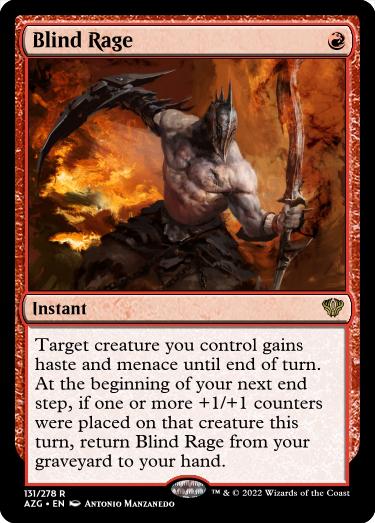 Blind Rage
Instant
Target creature you control gains
haste and menace until end of turn.
At the beginning of your next end
step, if one or more +1/+1 counters
were placed on that creature this
turn, return Blind Rage from your
graveyard to your hand.
131/278 R
AZG • EN Antonio Manzanedo
™ & © 2022 Wizards of the Coast